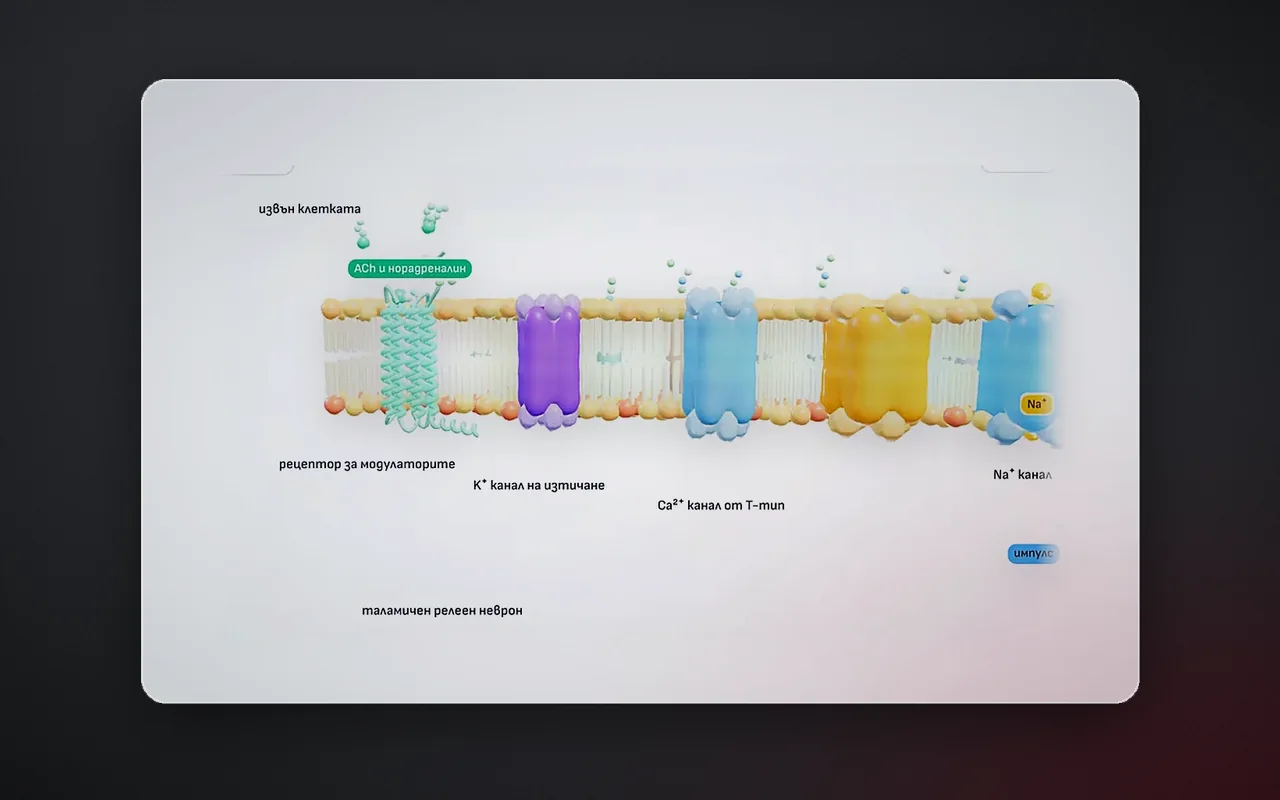 извън клетката
ACh и норадреналин
Na⁺
рецептор за модулаторите
K⁺ канал на изтичане
Ca²⁺ канал от Т-тип
Na⁺ канал
импулс
таламичен релеен неврон